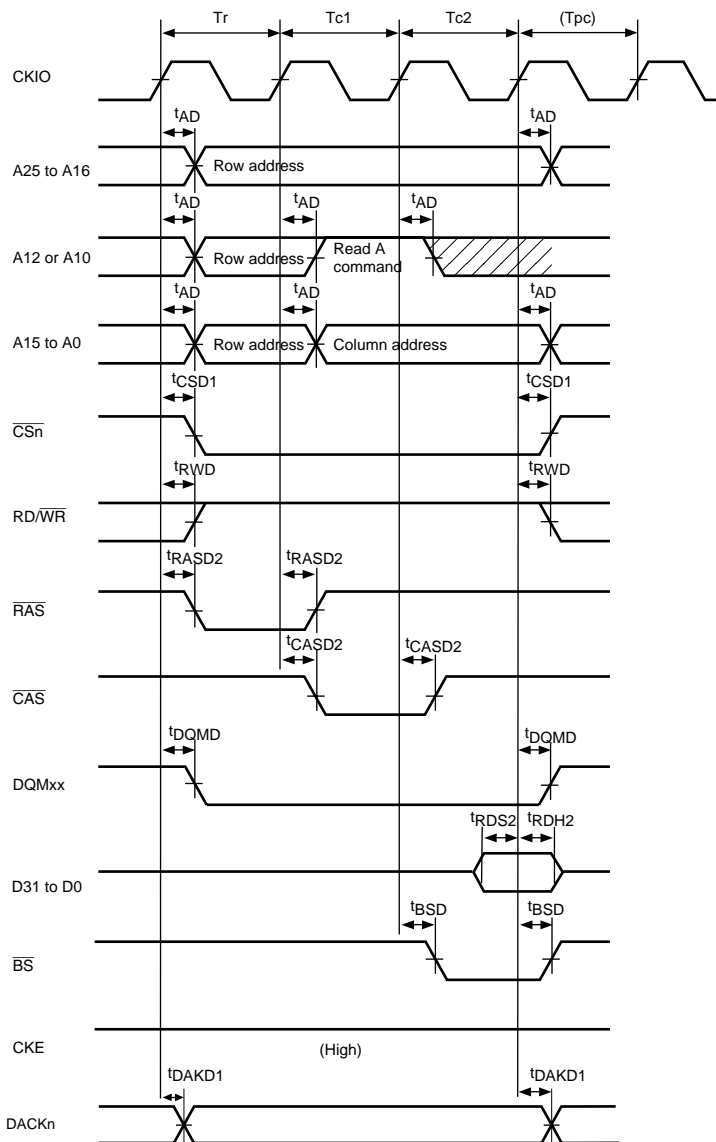 Tr Tc1 Tc2 (Tpc)
CKIO
tAD tAD
A25 to A16 Row address
tAD tAD tAD
A12 or A10 Row address Read A command
tAD tAD tAD
A15 to A0 Row address Column address
tCSD1 tCSD1
CSn
tRWD tRWD
RD/WR
tRASD2 tRASD2
RAS
tCASD2 tCASD2
CAS
tDQMD tDQMD
DQMxx
tRDS2 tRDH2
D31 to D0
tBSD tBSD
BS
CKE (High)
tDAKD1 tDAKD1
DACKn